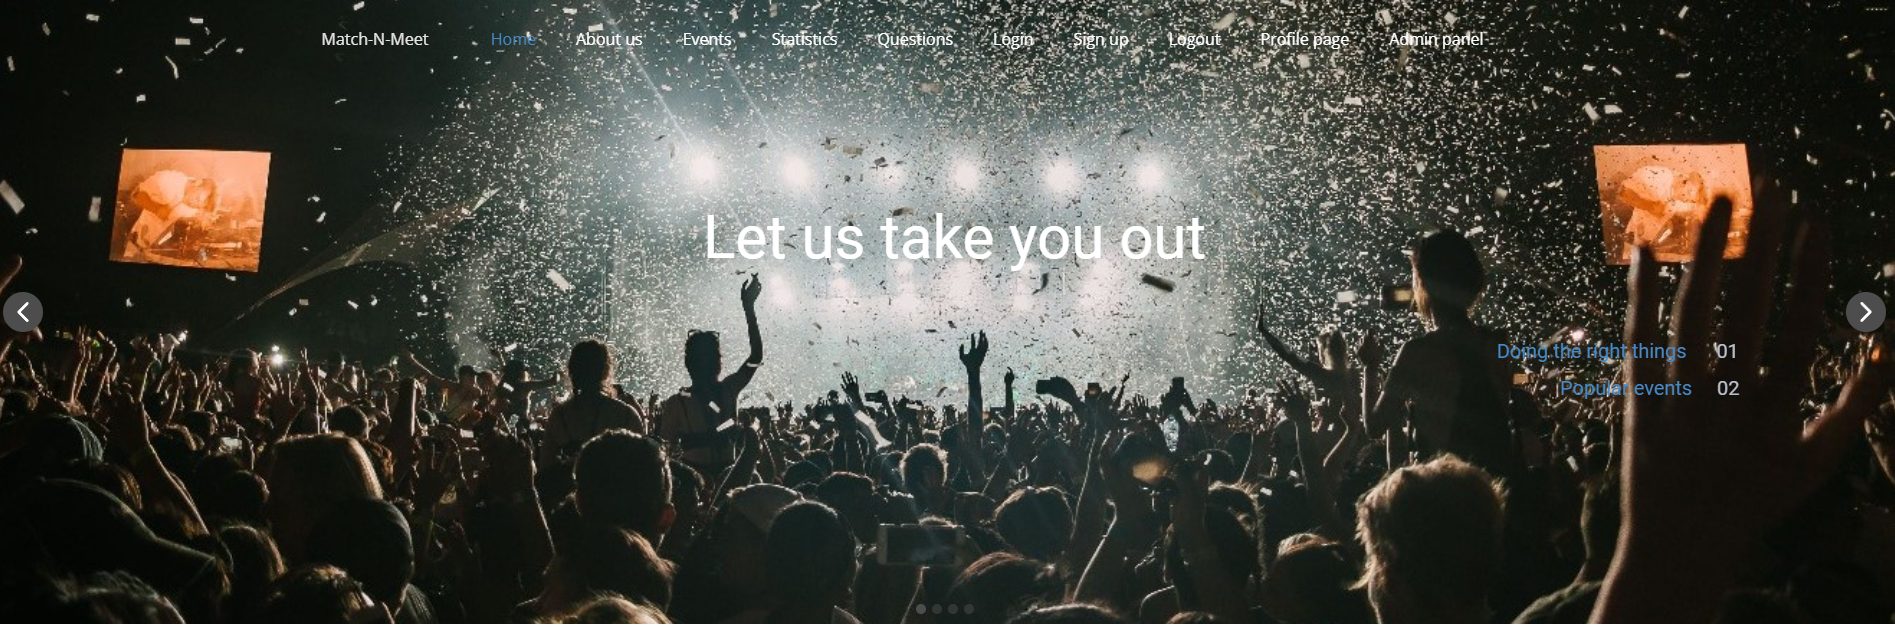 Match-N-Meet Home About us Events Statistics Questions Login Sign up Logout Profile page Admin panel
Let us take you out
Doing the right things 01
Popular events 02